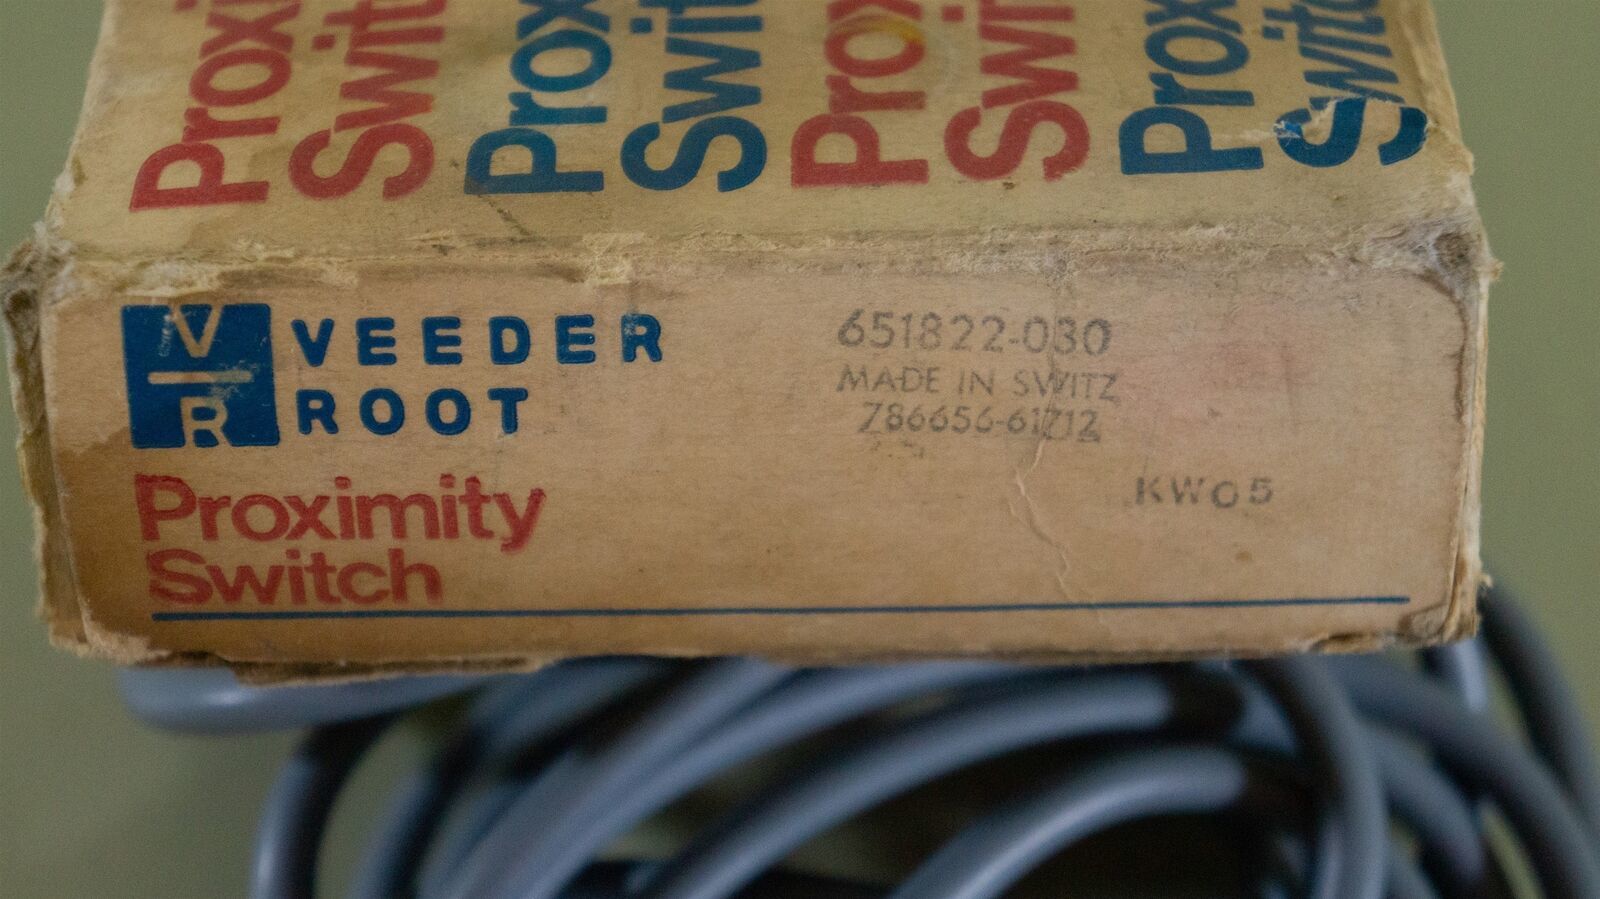 Proxi
Swit
Prox
Swit
Prox
Swit
Prox
Switc
V
R
VEEDER
ROOT
Proximity
Switch
651822-030
MADE IN SWITZ
786656-61712
KW05